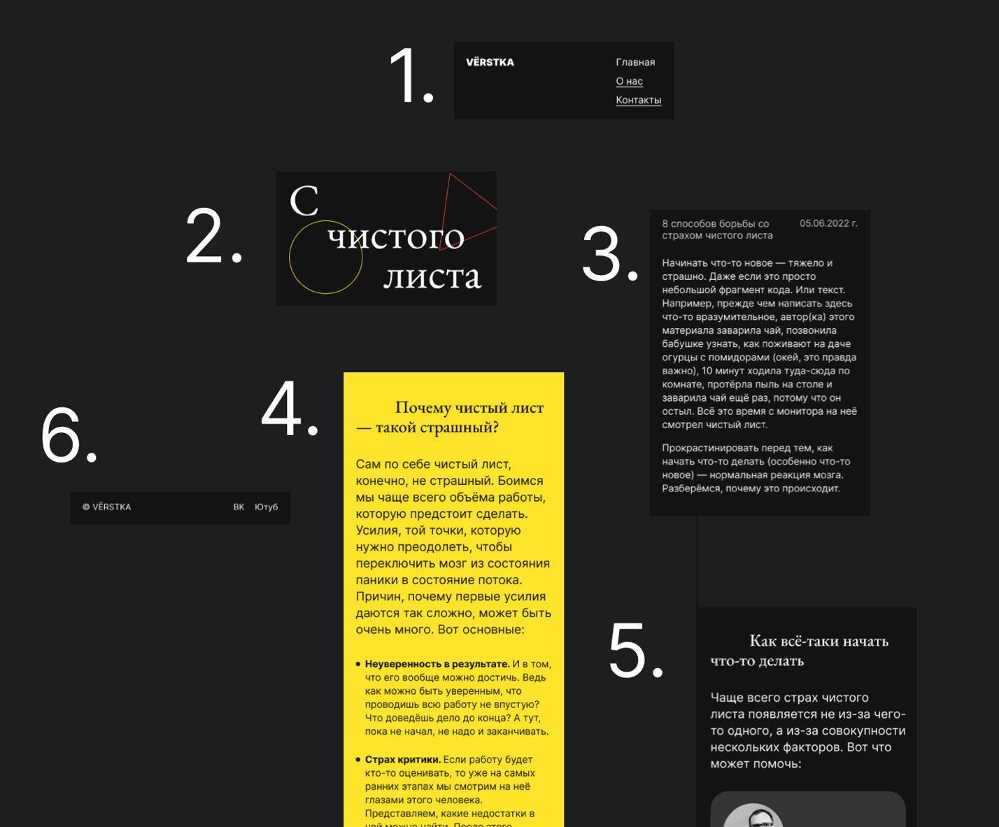 1.
VËRSTKA
Главная
О нас
Контакты
2.
С
чистого
листа
3.
8 способов борьбы со
страхом чистого листа
05.06.2022 г.
Начинать что-то новое — тяжело и
страшно. Даже если это просто
небольшой фрагмент кода. Или текст.
Например, прежде чем написать здесь
что-то вразумительное, автор(ка) этого
материала заварила чай, позвонила
бабушке узнать, как поживают на даче
огурцы с помидорами (окей, это правда
важно), 10 минут ходила туда-сюда по
комнате, протёрла пыль на столе и
заварила чай ещё раз, потому что он
остыл. Всё это время с монитора на неё
смотрел чистый лист.
Прокрастинировать перед тем, как
начать что-то делать (особенно что-то
новое) — нормальная реакция мозга.
Разберёмся, почему это происходит.
4.
Почему чистый лист
— такой страшный?
Сам по себе чистый лист,
конечно, не страшный. Боимся
мы чаще всего объёма работы,
которую предстоит сделать.
Усилия, той точки, которую
нужно преодолеть, чтобы
переключить мозг из состояния
паники в состояние потока.
Причин, почему первые усилия
даются так сложно, может быть
очень много. Вот основные:
• Неуверенность в результате. И в том,
что его вообще можно достичь. Ведь
как можно быть уверенным, что
проводишь всю работу не впустую?
Что доведёшь дело до конца? А тут,
пока не начал, не надо и заканчивать.
• Страх критики. Если работу будет
кто-то оценивать, то уже на самых
ранних этапах мы смотрим на неё
глазами этого человека.
Представляем, какие недостатки в
ней можно найти. После этого
5.
Как всё-таки начать
что-то делать
Чаще всего страх чистого
листа появляется не из-за чего-
то одного, а из-за совокупности
нескольких факторов. Вот что
может помочь:
6.
© VËRSTKA
ВК
Ютуб